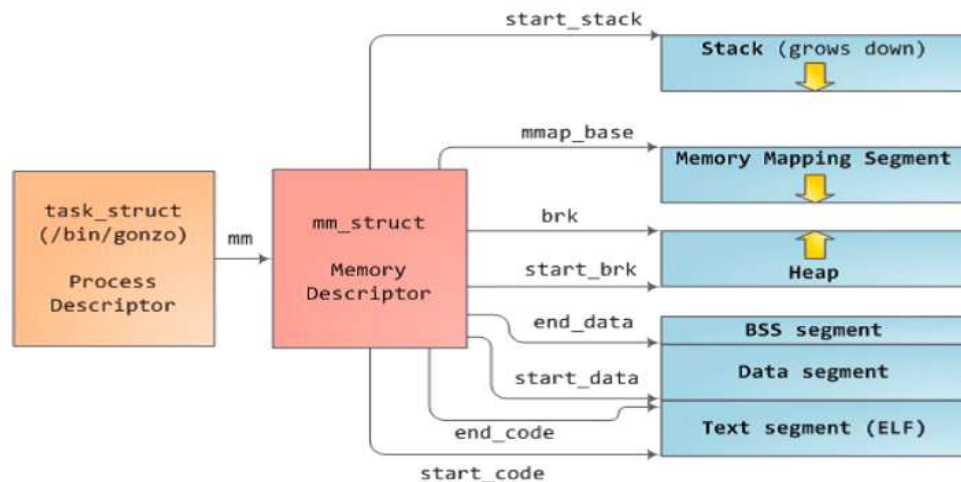 start_stack
Stack (grows down)
mmap_base
Memory Mapping Segment
task_struct
(/bin/gonzo)
Process
Descriptor
mm
mm_struct
Memory
Descriptor
brk
start_brk
Heap
end_data
BSS segment
start_data
Data segment
end_code
Text segment (ELF)
start_code